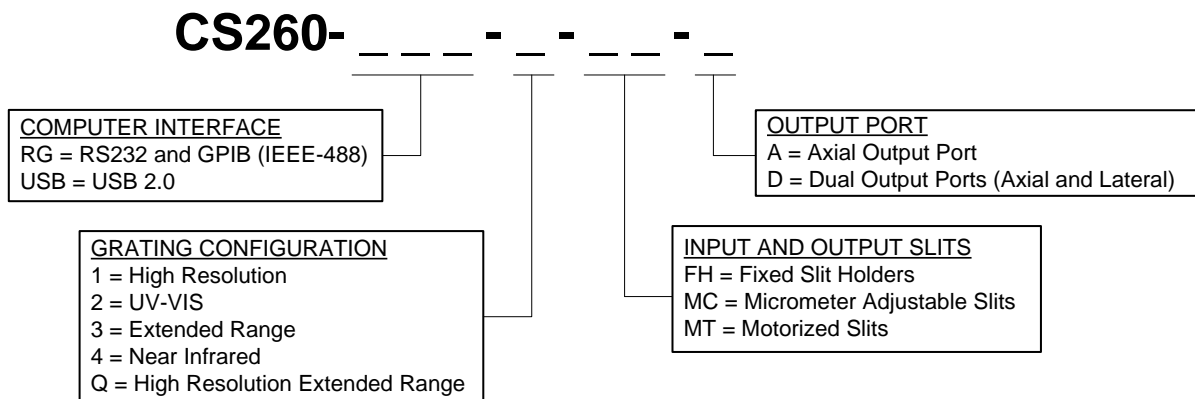 CS260-_ _ _ - _ - _ _ - _
COMPUTER INTERFACE
RG = RS232 and GPIB (IEEE-488)
USB = USB 2.0
OUTPUT PORT
A = Axial Output Port
D = Dual Output Ports (Axial and Lateral)
GRATING CONFIGURATION
1 = High Resolution
2 = UV-VIS
3 = Extended Range
4 = Near Infrared
Q = High Resolution Extended Range
INPUT AND OUTPUT SLITS
FH = Fixed Slit Holders
MC = Micrometer Adjustable Slits
MT = Motorized Slits